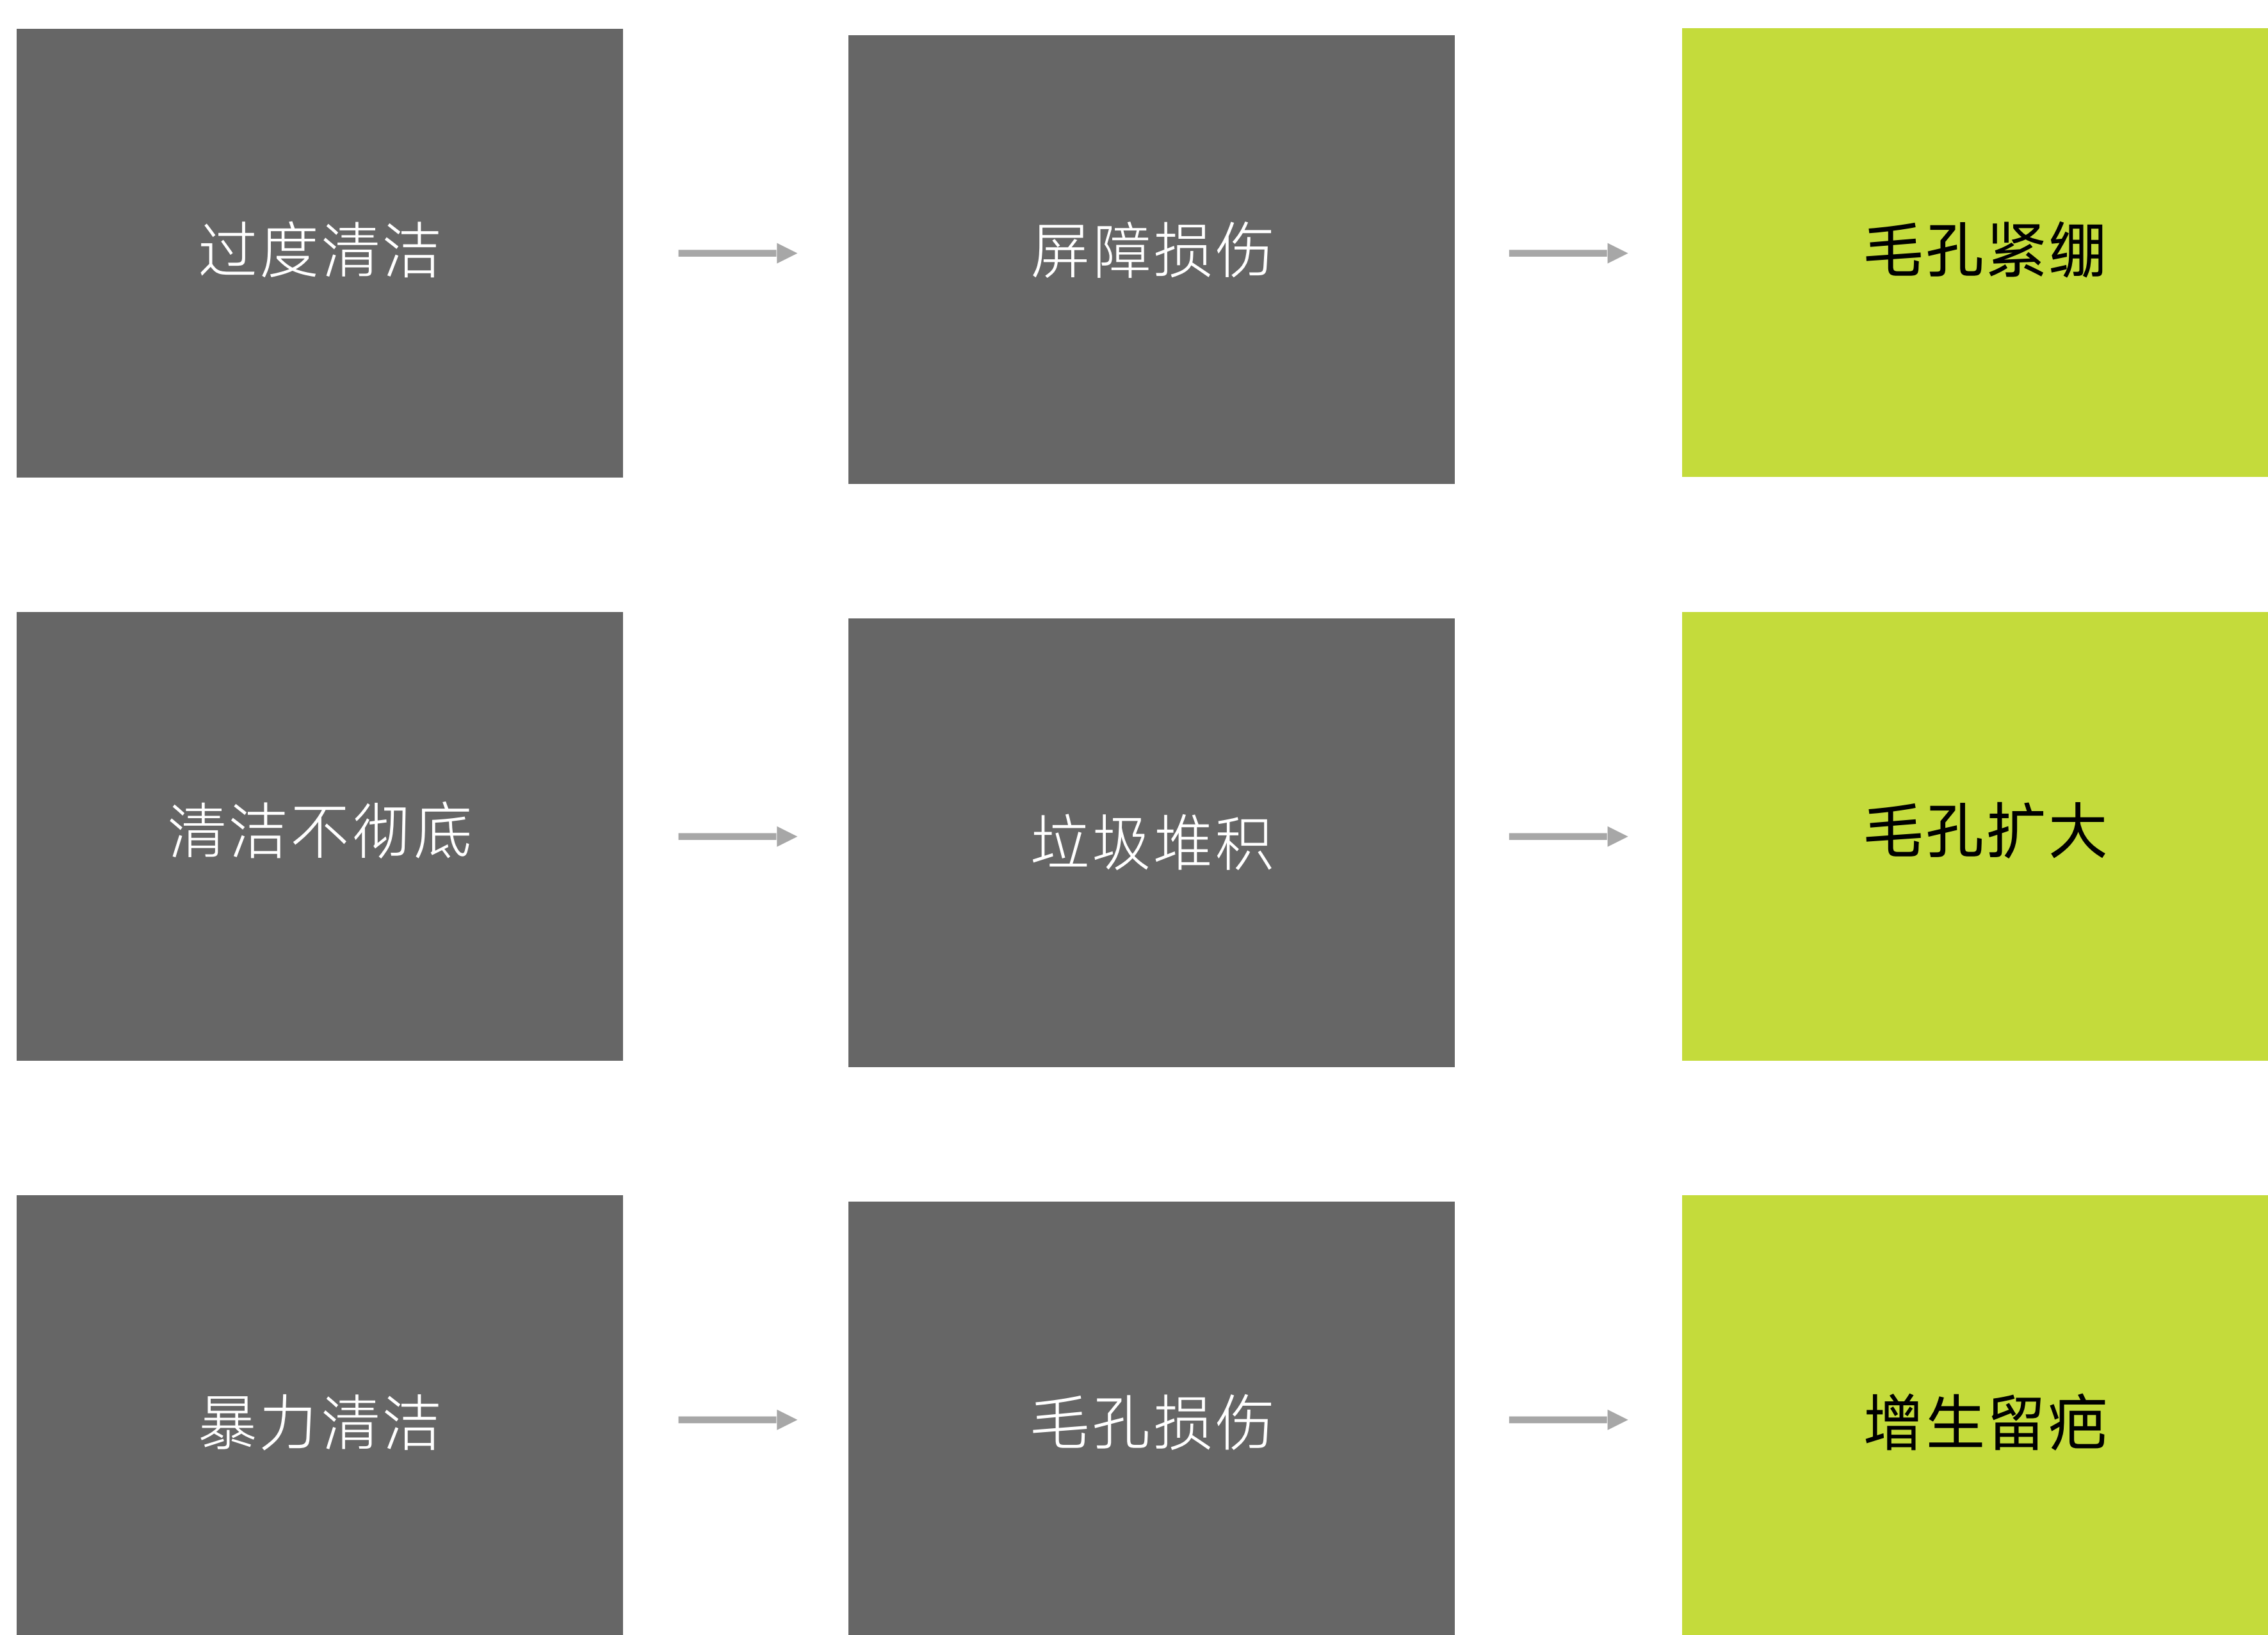 过度清洁
屏障损伤
毛孔紧绷
清洁不彻底
垃圾堆积
毛孔扩大
暴力清洁
毛孔损伤
增生留疤